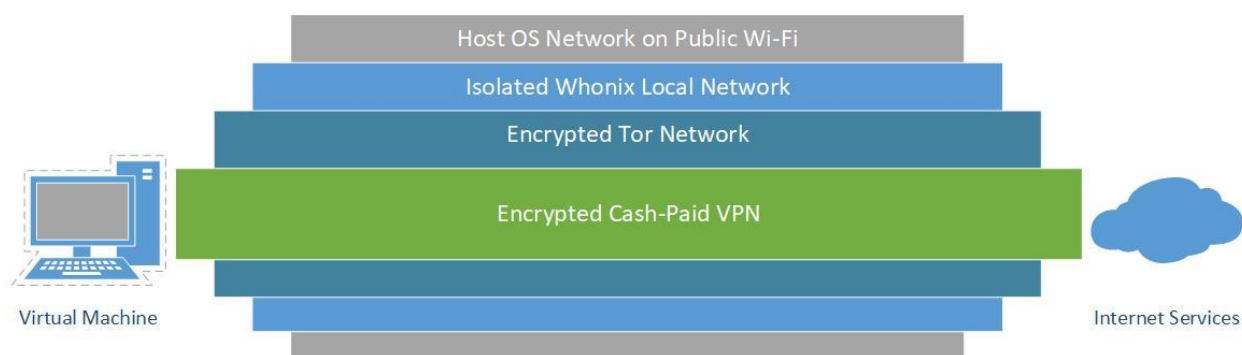 Host OS Network on Public Wi-Fi
Isolated Whonix Local Network
Encrypted Tor Network
Encrypted Cash-Paid VPN
Virtual Machine
Internet Services